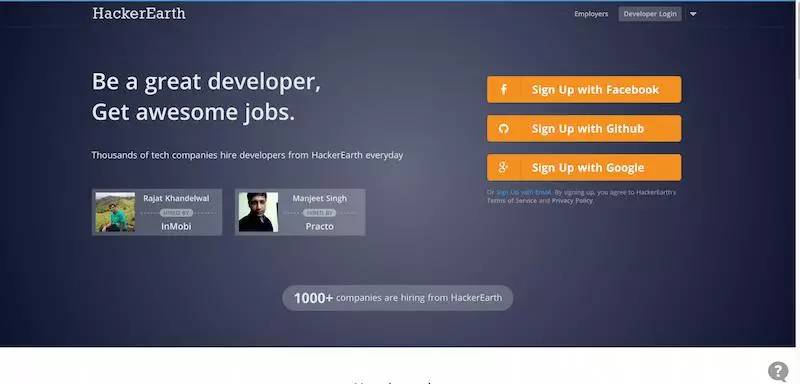 HackerEarth
Employers
Developer Login
Be a great developer,
Get awesome jobs.
Thousands of tech companies hire developers from HackerEarth everyday
Rajat Khandelwal
HIRED BY
InMobi
Manjeet Singh
HIRED BY
Practo
Sign Up with Facebook
Sign Up with Github
Sign Up with Google
Or Sign Up with Email. By signing up, you agree to HackerEarth's
Terms of Service and Privacy Policy.
1000+ companies are hiring from HackerEarth
?